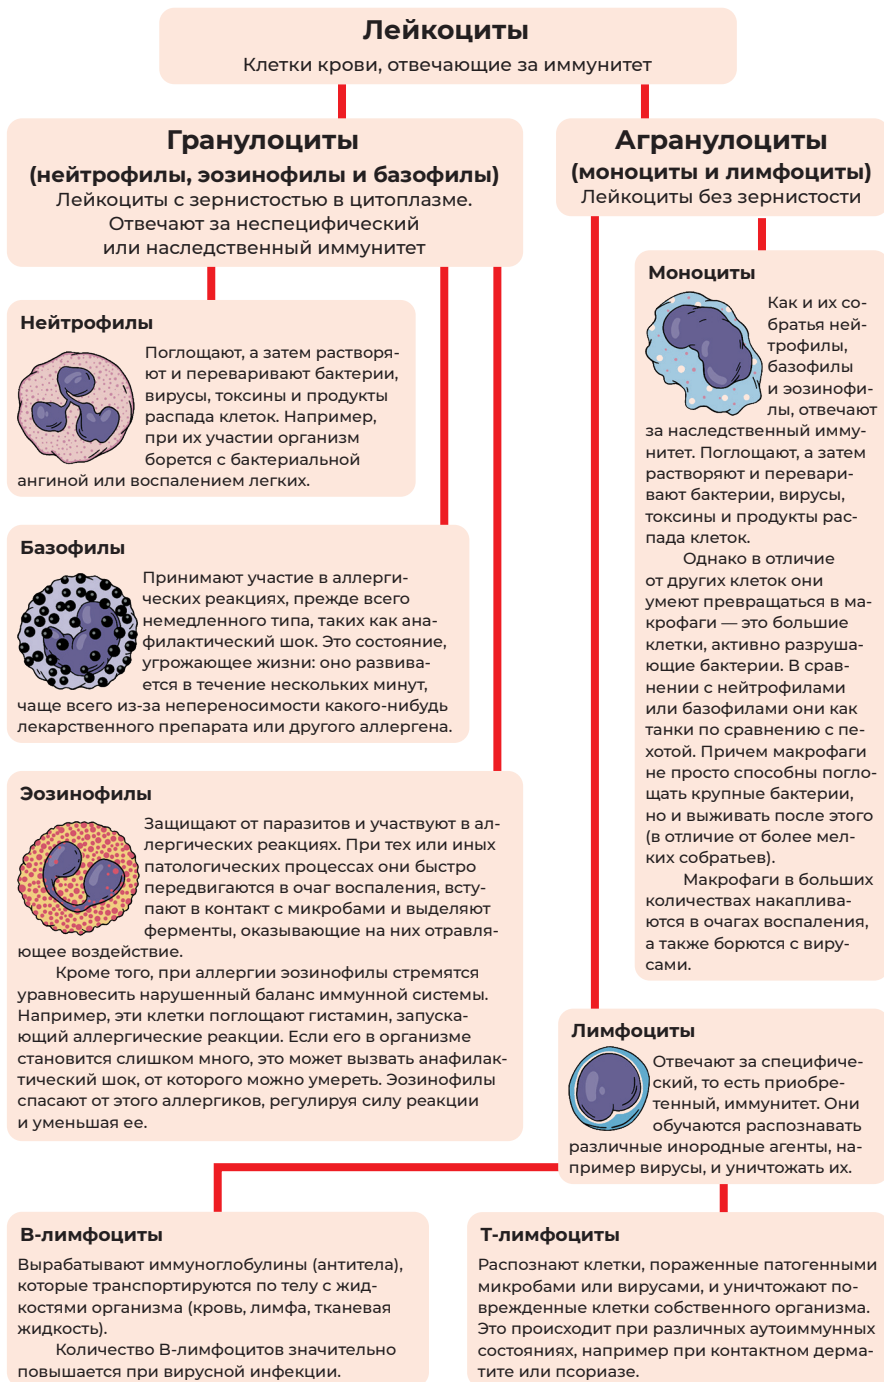 Лейкоциты
Клетки крови, отвечающие за иммунитет
Гранулоциты
(нейтрофилы, эозинофилы и базофилы)
Лейкоциты с зернистостью в цитоплазме.
Отвечают за неспецифический
или наследственный иммунитет
Агранулоциты
(моноциты и лимфоциты)
Лейкоциты без зернистости
Нейтрофилы
Поглощают, а затем растворя-
ют и переваривают бактерии,
вирусы, токсины и продукты
распада клеток. Например,
при их участии организм
борется с бактериальной
ангиной или воспалением легких.
Базофилы
Принимают участие в аллерги-
ческих реакциях, прежде всего
немедленного типа, таких как ана-
филактический шок. Это состояние,
угрожающее жизни: оно развива-
ется в течение нескольких минут,
чаще всего из-за непереносимости какого-нибудь
лекарственного препарата или другого аллергена.
Эозинофилы
Защищают от паразитов и участвуют в ал-
лергических реакциях. При тех или иных
патологических процессах они быстро
передвигаются в очаг воспаления, всту-
пают в контакт с микробами и выделяют
ферменты, оказывающие на них отравля-
ющее воздействие.
Кроме того, при аллергии эозинофилы стремятся
уравновесить нарушенный баланс иммунной системы.
Например, эти клетки поглощают гистамин, запуска-
ющий аллергические реакции. Если его в организме
становится слишком много, это может вызвать анафилак-
тический шок, от которого можно умереть. Эозинофилы
спасают от этого аллергиков, регулируя силу реакции
и уменьшая ее.
Моноциты
Как и их со-
братья ней-
трофилы,
базофилы
и эозинофи-
лы, отвечают
за наследственный имму-
нитет. Поглощают, а затем
растворяют и перевари-
вают бактерии, вирусы,
токсины и продукты рас-
пада клеток.
Однако в отличие
от других клеток они
умеют превращаться в ма-
крофаги — это большие
клетки, активно разруша-
ющие бактерии. В срав-
нении с нейтрофилами
или базофилами они как
танки по сравнению с пе-
хотой. Причем макрофаги
не просто способны погло-
щать крупные бактерии,
но и выживать после этого
(в отличие от более мел-
ких собратьев).
Макрофаги в больших
количествах накаплива-
ются в очагах воспаления,
а также борются с виру-
сами.
Лимфоциты
Отвечают за специфиче-
ский, то есть приобре-
тенный, иммунитет. Они
обучаются распознавать
различные инородные агенты, на-
пример вирусы, и уничтожать их.
В-лимфоциты
Вырабатывают иммуноглобулины (антитела),
которые транспортируются по телу с жид-
костями организма (кровь, лимфа, тканевая
жидкость).
Количество В-лимфоцитов значительно
повышается при вирусной инфекции.
Т-лимфоциты
Распознают клетки, пораженные патогенными
микробами или вирусами, и уничтожают по-
врежденные клетки собственного организма.
Это происходит при различных аутоиммунных
состояниях, например при контактном дерма-
тите или псориазе.